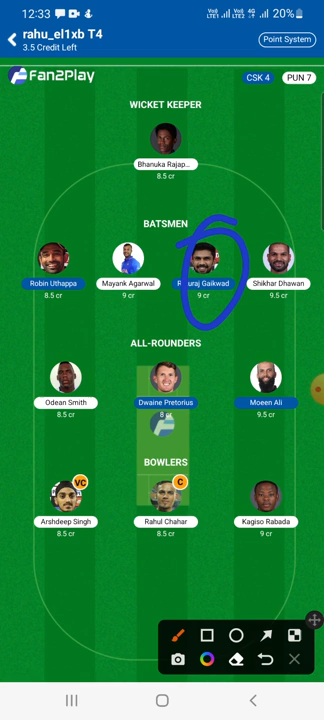 12:33 20%
rahu_el1xb T4
3.5 Credit Left
Point System
Fan2Play CSK 4 PUN 7
WICKET KEEPER
Bhanuka Rajap...
8.5 cr
BATSMEN
Robin Uthappa Mayank Agarwal R uraj Gaikwad Shikhar Dhawan
8.5 cr 9 cr 9 cr 9.5 cr
ALL-ROUNDERS
Odean Smith Dwaine Pretorius Moeen Ali
8.5 cr 8 cr 9.5 cr
BOWLERS
VC C
Arshdeep Singh Rahul Chahar Kagiso Rabada
8.5 cr 8.5 cr 9 cr